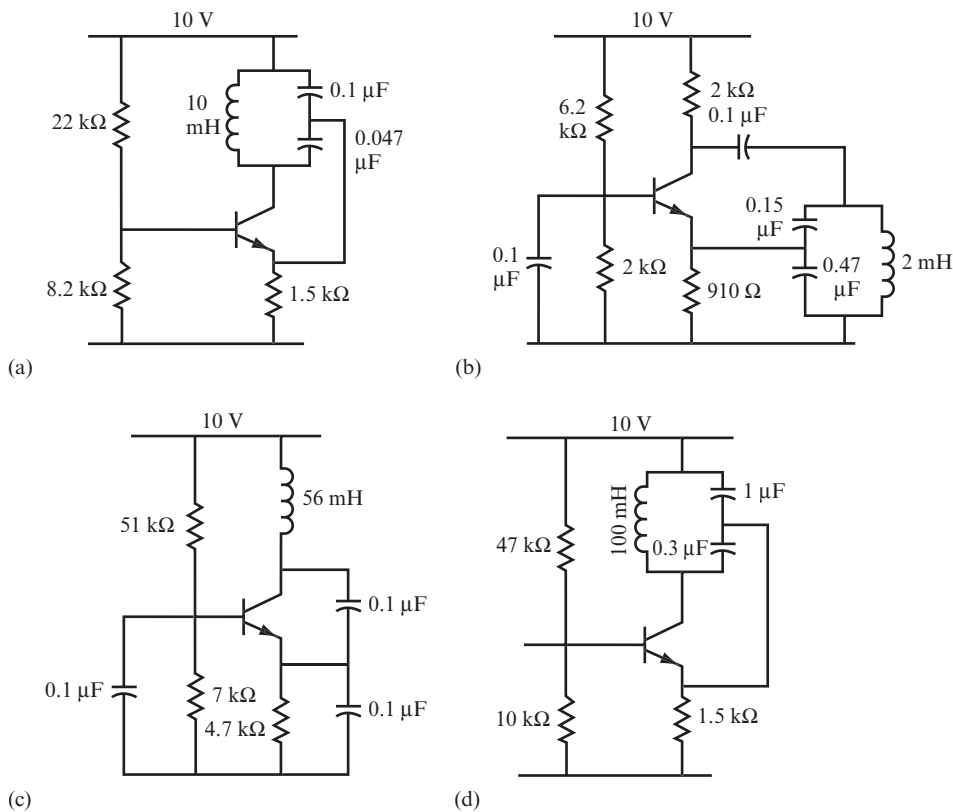 10 V
10
mH
0.1 µF
22 kΩ
0.047
µF
8.2 kΩ
1.5 kΩ
(a)
10 V
6.2
kΩ
2 kΩ
0.1 µF
0.15
µF
0.1
µF
2 kΩ
910 Ω
0.47
µF
2 mH
(b)
10 V
56 mH
51 kΩ
0.1 µF
0.1 µF
7 kΩ
4.7 kΩ
0.1 µF
(c)
10 V
100 mH
1 µF
47 kΩ
0.3 µF
10 kΩ
1.5 kΩ
(d)